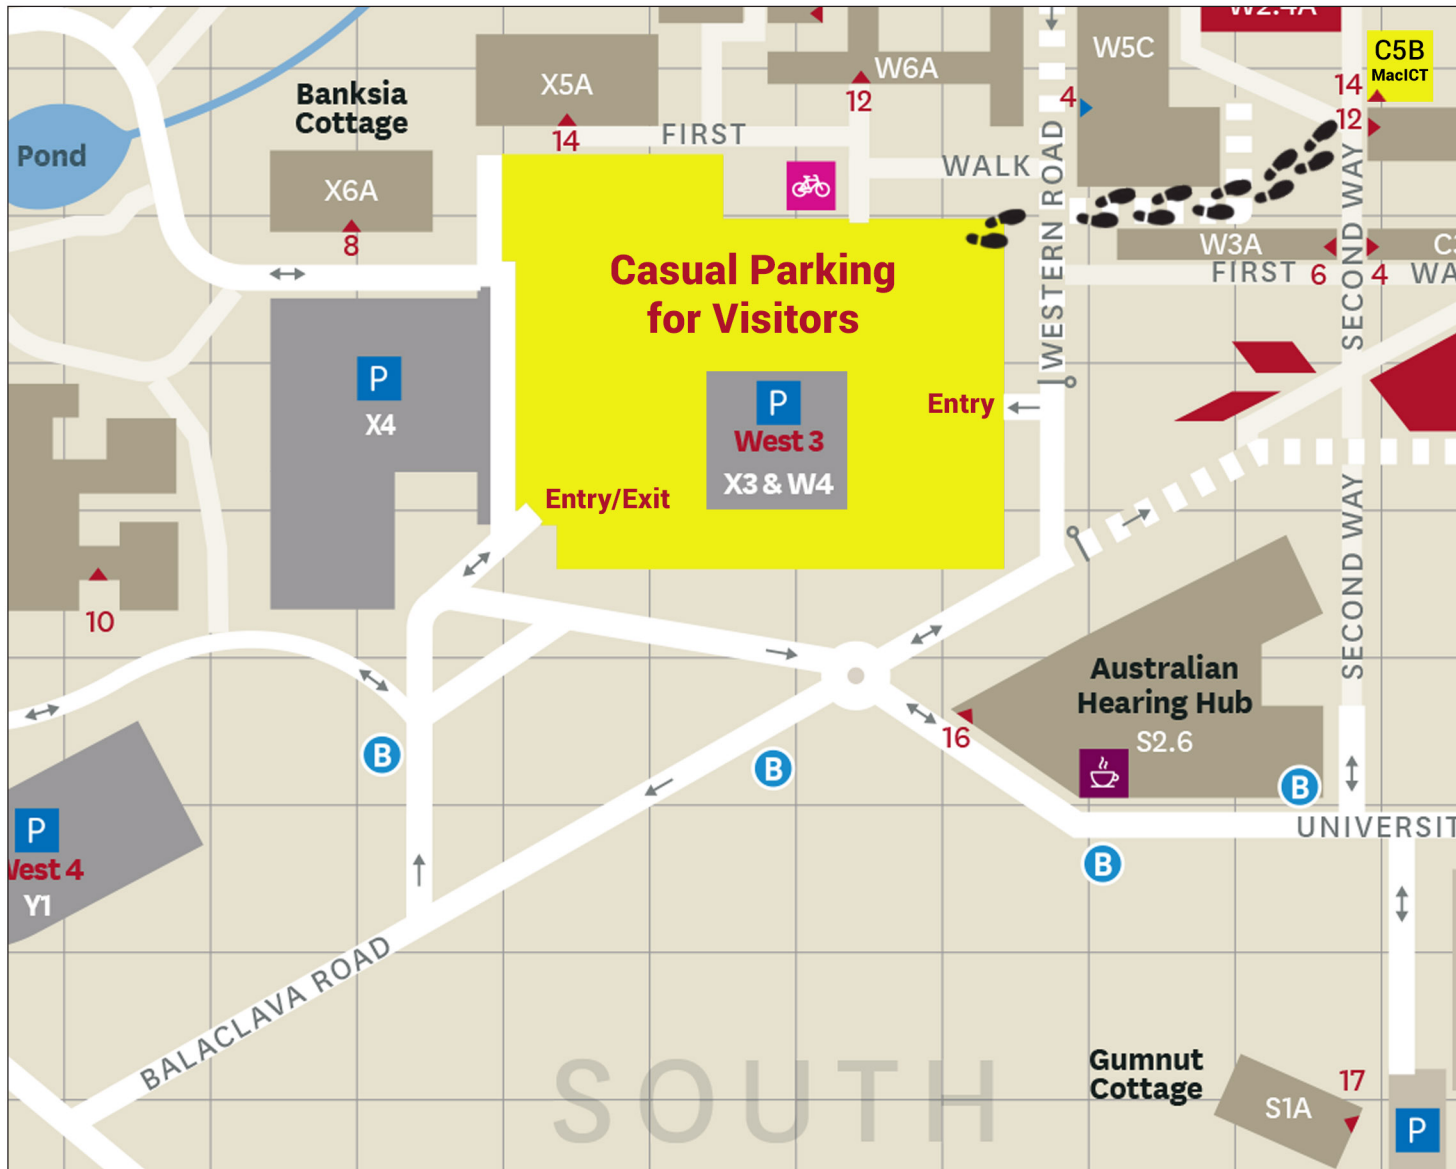 W2.4A
C5B
MacICT
14
12
W5C
4
W6A
12
X5A
14
Banksia
Cottage
FIRST
WALK
Pond
X6A
8
WESTERN ROAD
SECOND WAY
W3A
FIRST
6
4
WA
Casual Parking
for Visitors
P
X4
P
West 3
X3 & W4
Entry
Entry/Exit
SECOND WAY
10
Australian
Hearing Hub
S2.6
16
B
B
B
B
UNIVERSIT
P
West 4
Y1
BALACLAVA ROAD
SOUTH
Gumnut
Cottage
S1A
17
P